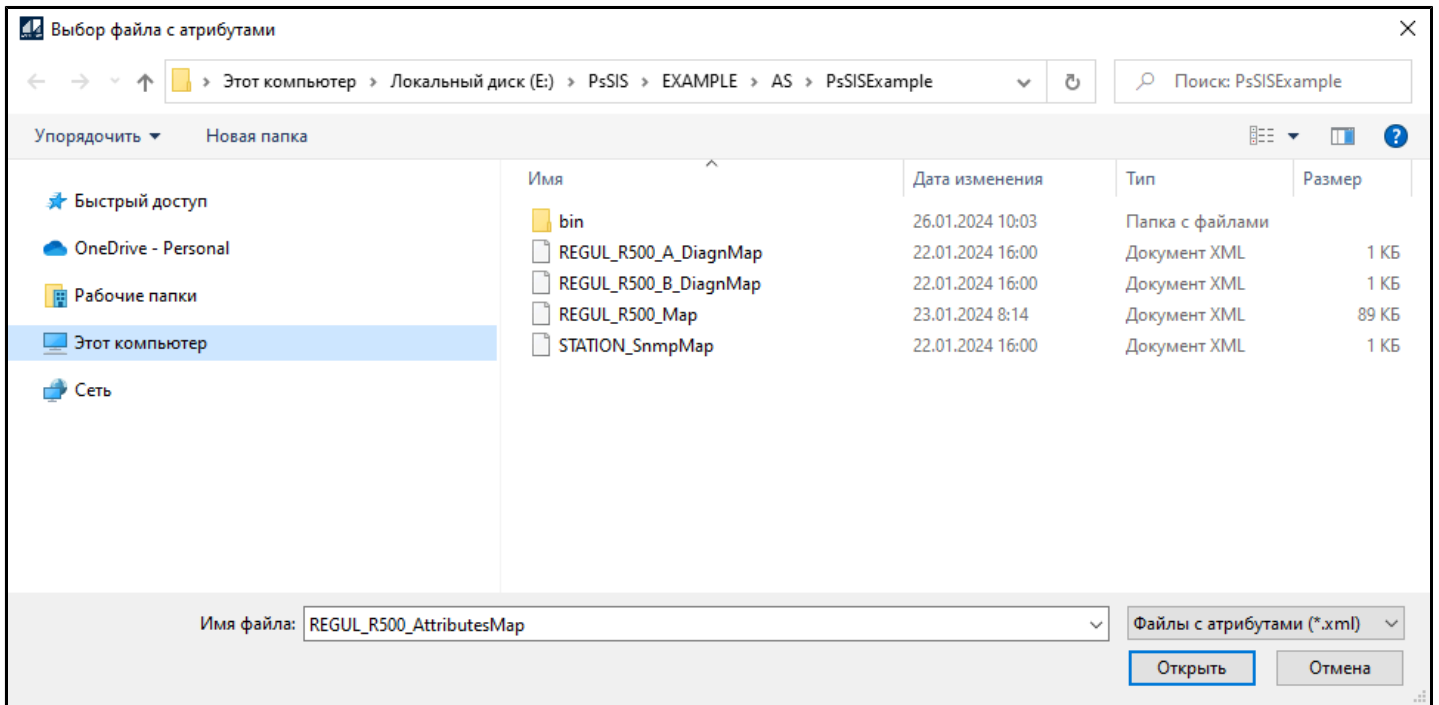 Выбор файла с атрибутами
Этот компьютер > Локальный диск (E:) > PsSIS > EXAMPLE > AS > PsSISExample
Поиск: PsSISExample
Упорядочить Новая папка
Быстрый доступ
OneDrive - Personal
Рабочие папки
Этот компьютер
Сеть
Имя Дата изменения Тип Размер
bin 26.01.2024 10:03 Папка с файлами
REGUL_R500_A_DiagnMap 22.01.2024 16:00 Документ XML 1 КБ
REGUL_R500_B_DiagnMap 22.01.2024 16:00 Документ XML 1 КБ
REGUL_R500_Map 23.01.2024 8:14 Документ XML 89 КБ
STATION_SnmpMap 22.01.2024 16:00 Документ XML 1 КБ
Имя файла: REGUL_R500_AttributesMap Файлы с атрибутами (*.xml)
Открыть Отмена